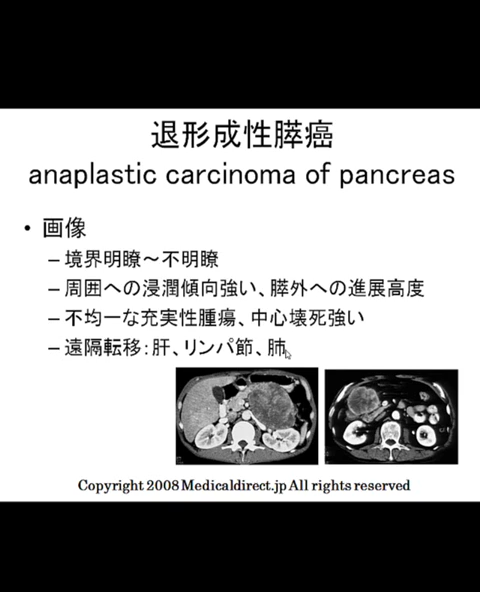 退形成性膵癌
anaplastic carcinoma of pancreas
• 画像
– 境界明瞭～不明瞭
– 周囲への浸潤傾向強い、膵外への進展高度
– 不均一な充実性腫瘍、中心壊死強い
– 遠隔転移：肝、リンパ節、肺
Copyright 2008 Medicaldirect.jp All rights reserved